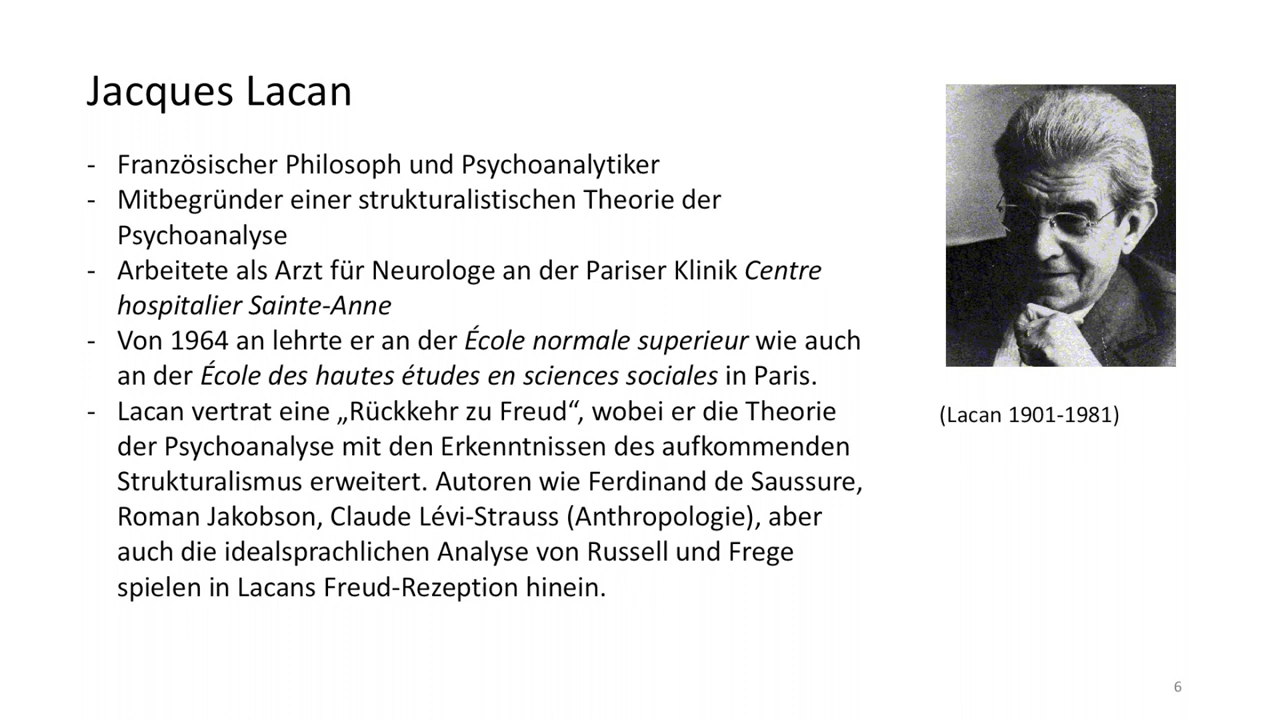 Jacques Lacan
- Französischer Philosoph und Psychoanalytiker
- Mitbegründer einer strukturalistischen Theorie der
Psychoanalyse
- Arbeitete als Arzt für Neurologe an der Pariser Klinik Centre
hospitalier Sainte-Anne
- Von 1964 an lehrte er an der École normale superieur wie auch
an der École des hautes études en sciences sociales in Paris.
- Lacan vertrat eine „Rückkehr zu Freud“, wobei er die Theorie
der Psychoanalyse mit den Erkenntnissen des aufkommenden
Strukturalismus erweitert. Autoren wie Ferdinand de Saussure,
Roman Jakobson, Claude Lévi-Strauss (Anthropologie), aber
auch die idealsprachlichen Analyse von Russell und Frege
spielen in Lacans Freud-Rezeption hinein.
(Lacan 1901-1981)
6